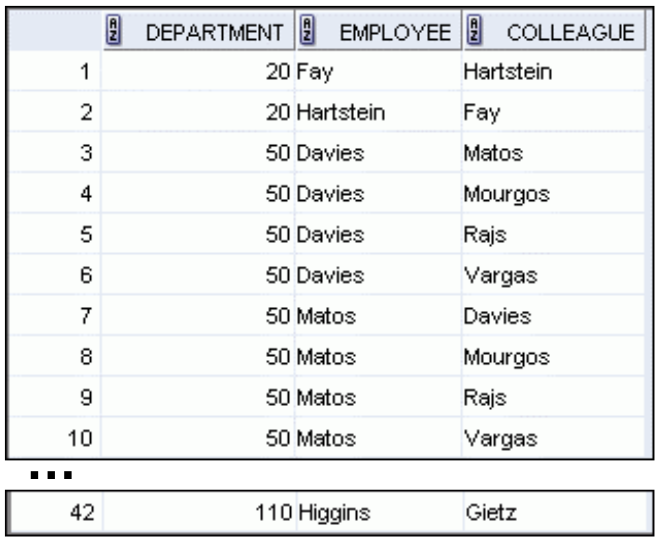 DEPARTMENT EMPLOYEE COLLEAGUE
1 20 Fay Hartstein
2 20 Hartstein Fay
3 50 Davies Matos
4 50 Davies Mourgos
5 50 Davies Rajs
6 50 Davies Vargas
7 50 Matos Davies
8 50 Matos Mourgos
9 50 Matos Rajs
10 50 Matos Vargas
...
42 110 Higgins Gietz